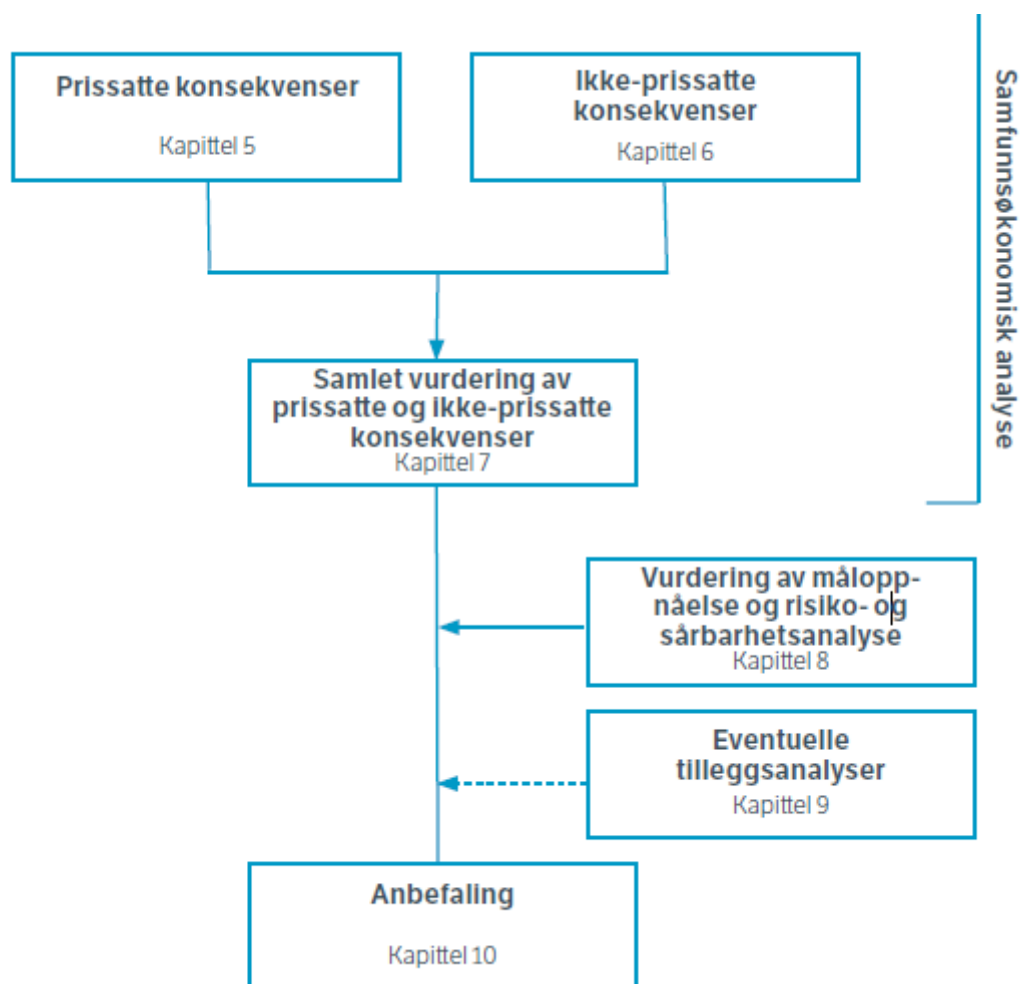 Prissatte konsekvenser
Kapittel 5
Ikke-prissatte
konsekvenser
Kapittel 6
Samfunnsøkonomisk analyse
Samlet vurdering av
prissatte og ikke-prissatte
konsekvenser
Kapittel 7
Vurdering av målopp-
nåelse og risiko- og
sårbarhetsanalyse
Kapittel 8
Eventuelle
tilleggsanalyser
Kapittel 9
Anbefaling
Kapittel 10